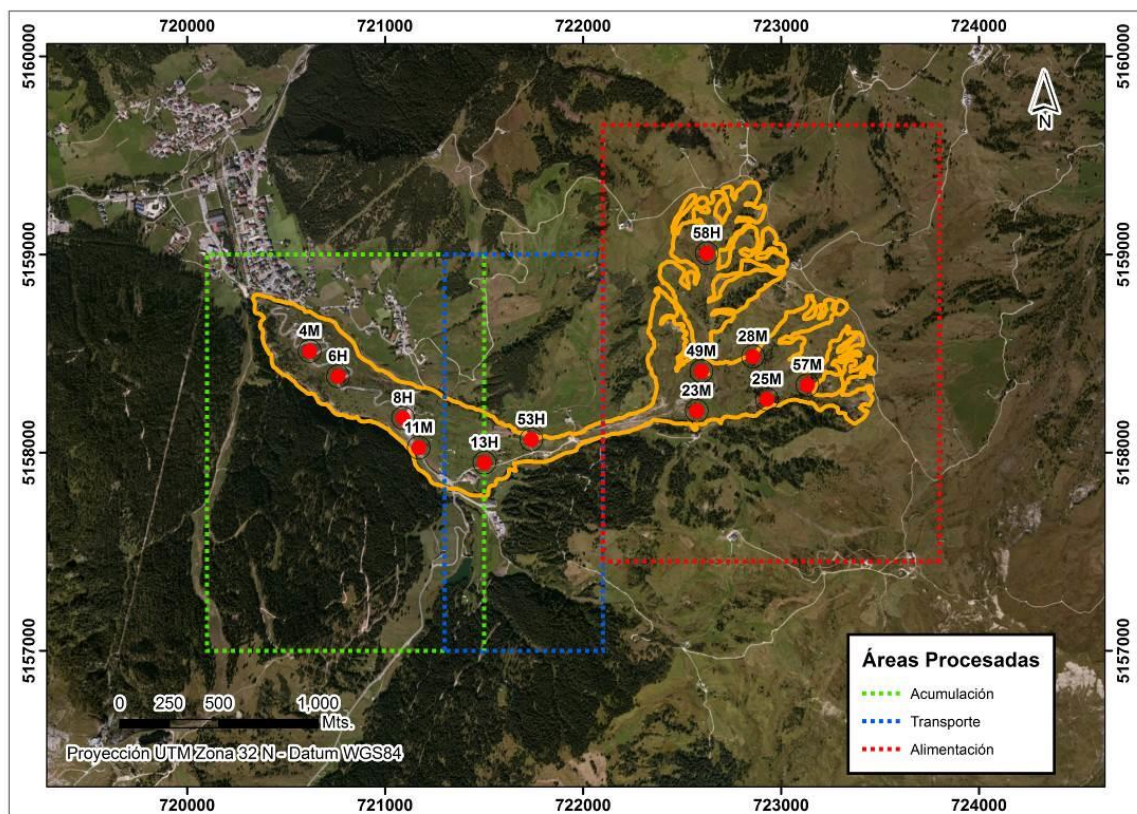 720000 721000 722000 723000 724000
5160000 5160000
N
58H
5159000 5159000
4M
6H
28M
49M
57M
25M
23M
8H
11M
53H
13H
5158000 5158000
5157000 5157000
Áreas Procesadas
Acumulación
Transporte
Alimentación
0 250 500 1,000
Mts.
Proyección UTM Zona 32 N - Datum WGS84
720000 721000 722000 723000 724000